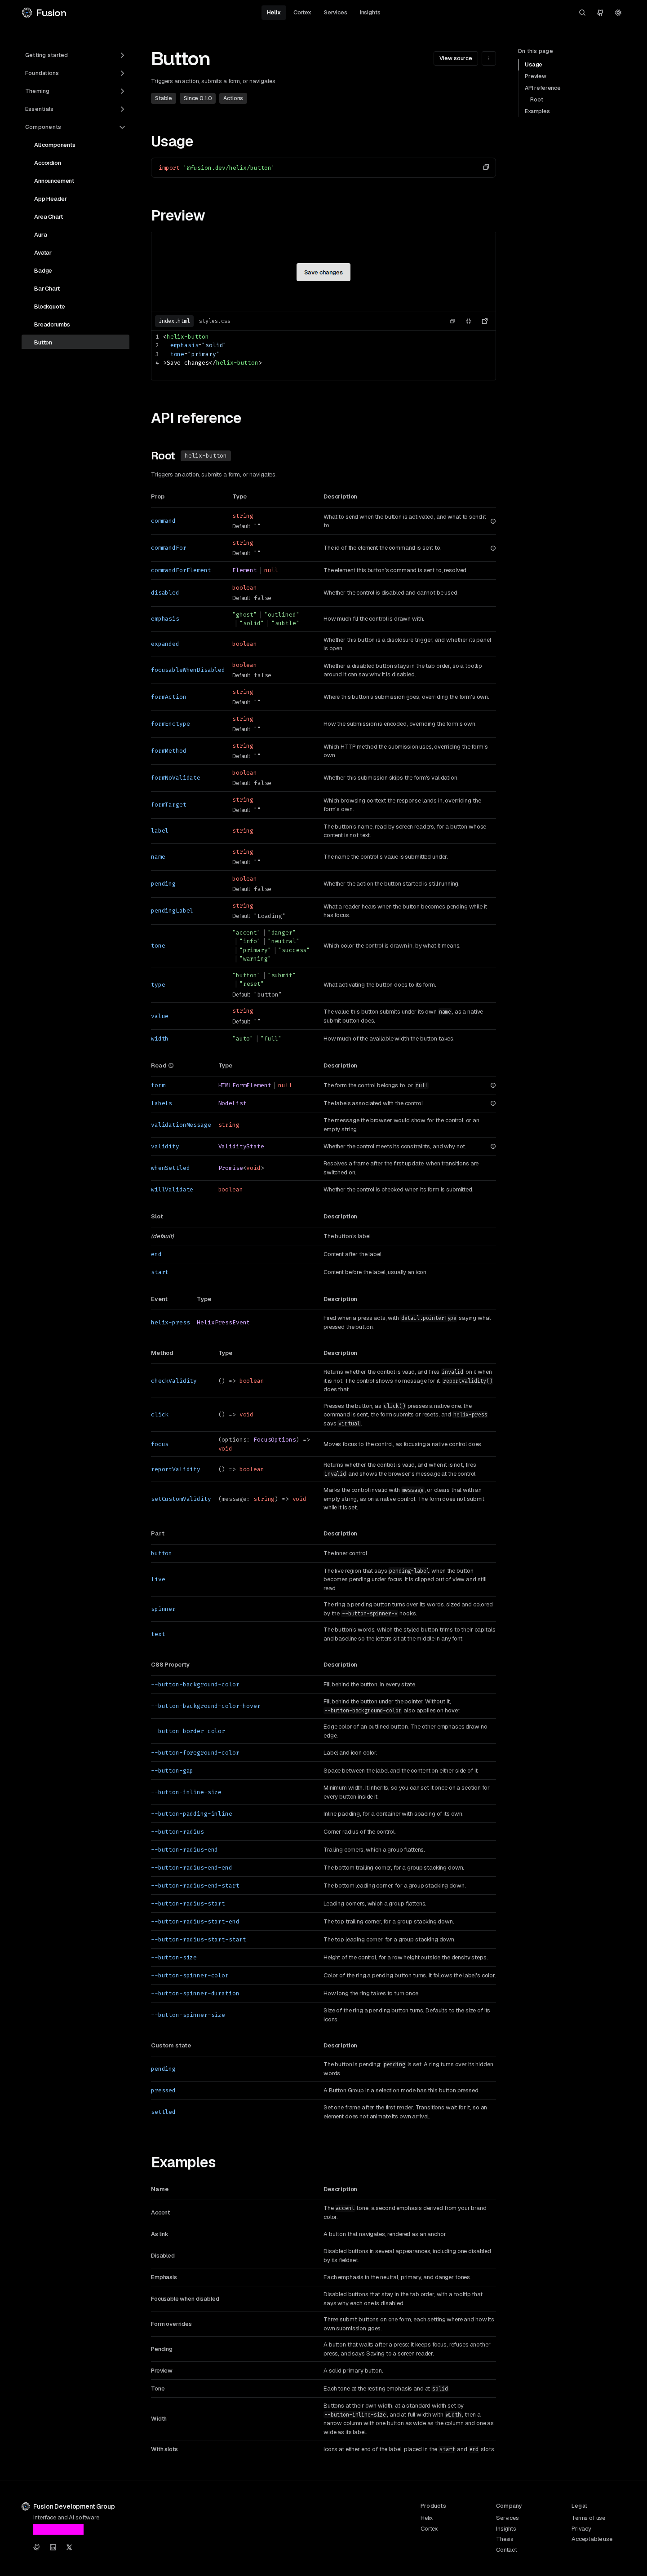 Fusion
Helix Cortex Services Insights
Getting started
Foundations
Theming
Essentials
Components
All components
Accordion
Announcement
App Header
Area Chart
Aura
Avatar
Badge
Bar Chart
Blockquote
Breadcrumbs
Button
Button
View source
Triggers an action, submits a form, or navigates.
Stable Since 0.1.0 Actions
Usage
import '@fusion.dev/helix/button'
Preview
Save changes
index.html styles.css
1 <helix-button
2 emphasis="solid"
3 tone="primary"
4 >Save changes</helix-button>
API reference
Root helix-button
Triggers an action, submits a form, or navigates.
Prop Type Description
command string Default "" What to send when the button is activated, and what to send it to.
commandFor string Default "" The id of the element the command is sent to.
commandForElement Element | null The element this button's command is sent to, resolved.
disabled boolean Default false Whether the control is disabled and cannot be used.
emphasis "ghost" | "outlined" | "solid" | "subtle" How much fill the control is drawn with.
expanded boolean Whether this button is a disclosure trigger, and whether its panel is open.
focusableWhenDisabled boolean Default false Whether a disabled button stays in the tab order, so a tooltip around it can say why it is disabled.
formAction string Default "" Where this button's submission goes, overriding the form's own.
formEnctype string Default "" How the submission is encoded, overriding the form's own.
formMethod string Default "" Which HTTP method the submission uses, overriding the form's own.
formNoValidate boolean Default false Whether this submission skips the form's validation.
formTarget string Default "" Which browsing context the response lands in, overriding the form's own.
label string The button's name, read by screen readers, for a button whose content is not text.
name string Default "" The name the control's value is submitted under.
pending boolean Default false Whether the action the button started is still running.
pendingLabel string Default "Loading" What a reader hears when the button becomes pending while it has focus.
tone "accent" | "danger" | "info" | "neutral" | "primary" | "success" | "warning" Which color the control is drawn in, by what it means.
type "button" | "submit" | "reset" Default "button" What activating the button does to its form.
value string Default "" The value this button submits under its own name, as a native submit button does.
width "auto" | "full" How much of the available width the button takes.
Read Type Description
form HTMLFormElement | null The form the control belongs to, or null.
labels NodeList The labels associated with the control.
validationMessage string The message the browser would show for the control, or an empty string.
validity ValidityState Whether the control meets its constraints, and why not.
whenSettled Promise<void> Resolves a frame after the first update, when transitions are switched on.
willValidate boolean Whether the control is checked when its form is submitted.
Slot Description
(default) The button's label.
end Content after the label.
start Content before the label, usually an icon.
Event Type Description
helix-press HelixPressEvent Fired when a press acts, with detail.pointerType saying what pressed the button.
Method Type Description
checkValidity () => boolean Returns whether the control is valid, and fires invalid on it when it is not. The control shows no message for it: reportValidity() does that.
click () => void Presses the button, as click() presses a native one: the command is sent, the form submits or resets, and helix-press says virtual.
focus (options: FocusOptions) => void Moves focus to the control, as focusing a native control does.
reportValidity () => boolean Returns whether the control is valid, and when it is not, fires invalid and shows the browser's message at the control.
setCustomValidity (message: string) => void Marks the control invalid with message, or clears that with an empty string, as on a native control. The form does not submit while it is set.
Part Description
button The inner control.
live The live region that says pending-label when the button becomes pending under focus. It is clipped out of view and still read.
spinner The ring a pending button turns over its words, sized and colored by the --button-spinner-* hooks.
text The button's words, which the styled button trims to their capitals and baseline so the letters sit at the middle in any font.
CSS Property Description
--button-background-color Fill behind the button, in every state.
--button-background-color-hover Fill behind the button under the pointer. Without it, --button-background-color also applies on hover.
--button-border-color Edge color of an outlined button. The other emphases draw no edge.
--button-foreground-color Label and icon color.
--button-gap Space between the label and the content on either side of it.
--button-inline-size Minimum width. It inherits, so you can set it once on a section for every button inside it.
--button-padding-inline Inline padding, for a container with spacing of its own.
--button-radius Corner radius of the control.
--button-radius-end Trailing corners, which a group flattens.
--button-radius-end-end The bottom trailing corner, for a group stacking down.
--button-radius-end-start The bottom leading corner, for a group stacking down.
--button-radius-start Leading corners, which a group flattens.
--button-radius-start-end The top trailing corner, for a group stacking down.
--button-radius-start-start The top leading corner, for a group stacking down.
--button-size Height of the control, for a row height outside the density steps.
--button-spinner-color Color of the ring a pending button turns. It follows the label's color.
--button-spinner-duration How long the ring takes to turn once.
--button-spinner-size Size of the ring a pending button turns. Defaults to the size of its icons.
Custom state Description
pending The button is pending: pending is set. A ring turns over its hidden words.
pressed A Button Group in a selection mode has this button pressed.
settled Set one frame after the first render. Transitions wait for it, so an element does not animate its own arrival.
Examples
Name Description
Accent The accent tone, a second emphasis derived from your brand color.
As link A button that navigates, rendered as an anchor.
Disabled Disabled buttons in several appearances, including one disabled by its fieldset.
Emphasis Each emphasis in the neutral, primary, and danger tones.
Focusable when disabled Disabled buttons that stay in the tab order, with a tooltip that says why each one is disabled.
Form overrides Three submit buttons on one form, each setting where and how its own submission goes.
Pending A button that waits after a press: it keeps focus, refuses another press, and says Saving to a screen reader.
Preview A solid primary button.
Tone Each tone at the resting emphasis and at solid.
Width Buttons at their own width, at a standard width set by --button-inline-size, and at full width with width, then a narrow column with one button as wide as the column and one as wide as its label.
With slots Icons at either end of the label, placed in the start and end slots.
On this page
Usage
Preview
API reference
Root
Examples
Fusion Development Group
Interface and AI software.
Products
Helix
Cortex
Company
Services
Insights
Thesis
Contact
Legal
Terms of use
Privacy
Acceptable use